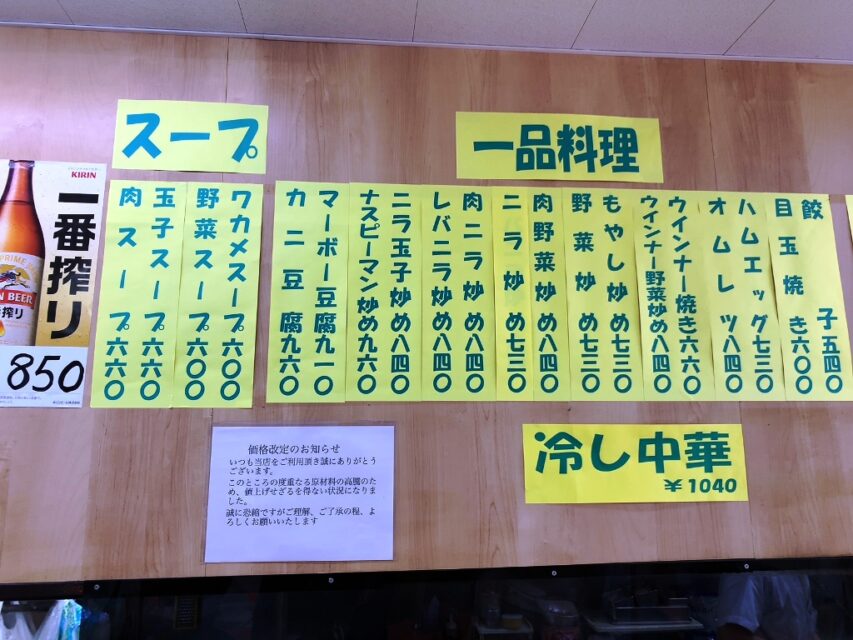 スープ
ワカメスープ六〇〇
野菜スープ六〇〇
玉子スープ六六〇
肉スープ六六〇
一品料理
餃子五四〇
目玉焼き六〇〇
ハムエッグ七三〇
オムレツ八四〇
ウインナー焼き六六〇
ウインナー野菜炒め八四〇
もやし炒め七三〇
野菜炒め七三〇
肉野菜炒め八四〇
ニラ炒め七三〇
肉ニラ炒め八四〇
レバニラ炒め八四〇
ニラ玉子炒め八四〇
ナスピーマン炒め九六〇
マーボー豆腐九一〇
カニ豆腐九六〇
KIRIN
一番搾り
850
価格改定のお知らせ
いつも当店をご利用頂き誠にありがとう
ございます。
このところの度重なる原材料の高騰のた
め、値上げせざるを得ない状況になりま
した。
誠に恐縮ですがご理解、ご了承の程、よ
ろしくお願いいたします
冷し中華
¥1040